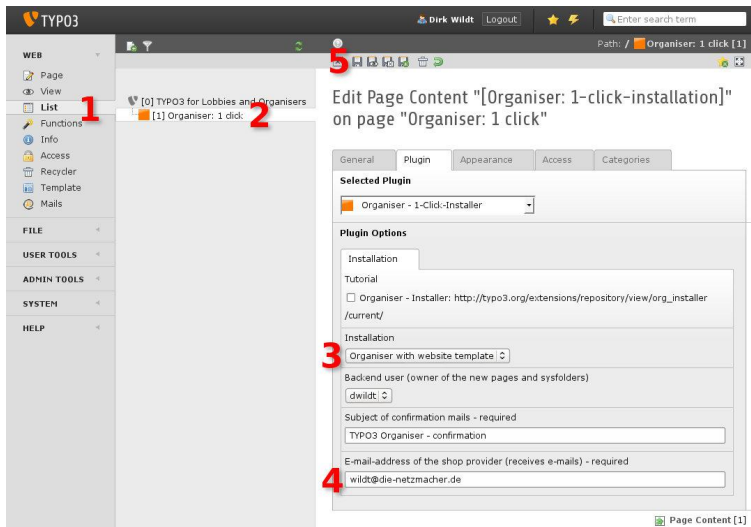 TYPO3
Dirk Wildt
Logout
Enter search term
Path: / Organiser: 1 click [1]
5
WEB
Page
View
List
1
Functions
Info
Access
Recycler
Template
Mails
FILE
USER TOOLS
ADMIN TOOLS
SYSTEM
HELP
[0] TYPO3 for Lobbies and Organisers
[1] Organiser: 1 click
2
Edit Page Content "[Organiser: 1-click-installation]"
on page "Organiser: 1 click"
General Plugin Appearance Access Categories
Selected Plugin
Organiser - 1-Click-Installer
Plugin Options
Installation
Tutorial
Organiser - Installer: http://typo3.org/extensions/repository/view/org_installer
/current/
Installation
3
Organiser with website template
Backend user (owner of the new pages and sysfolders)
dwildt
Subject of confirmation mails - required
TYPO3 Organiser - confirmation
E-mail-address of the shop provider (receives e-mails) - required
4
wildt@die-netzmacher.de
Page Content [1]